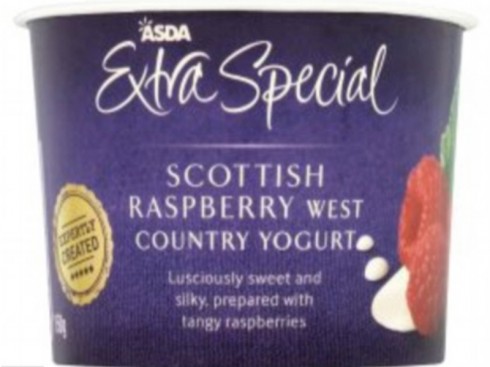 ASDA
Extra Special
SCOTTISH
RASPBERRY WEST
COUNTRY YOGURT
Lusciously sweet and
silky, prepared with
tangy raspberries
EXPERTLY
CREATED